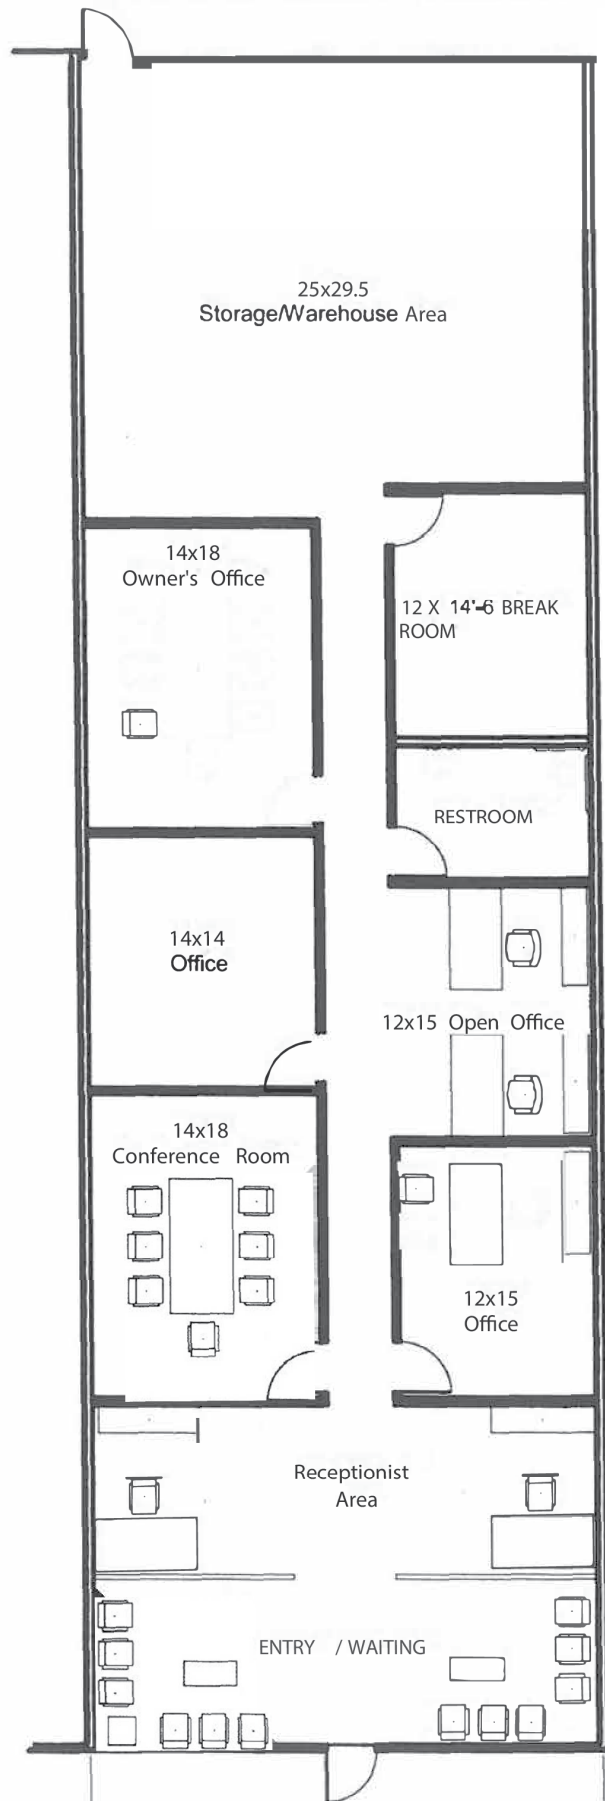 25x29.5
Storage/Warehouse Area
14x18
Owner's Office
12 X 14'-6 BREAK
ROOM
RESTROOM
14x14
Office
12x15 Open Office
14x18
Conference Room
12x15
Office
Receptionist
Area
ENTRY / WAITING